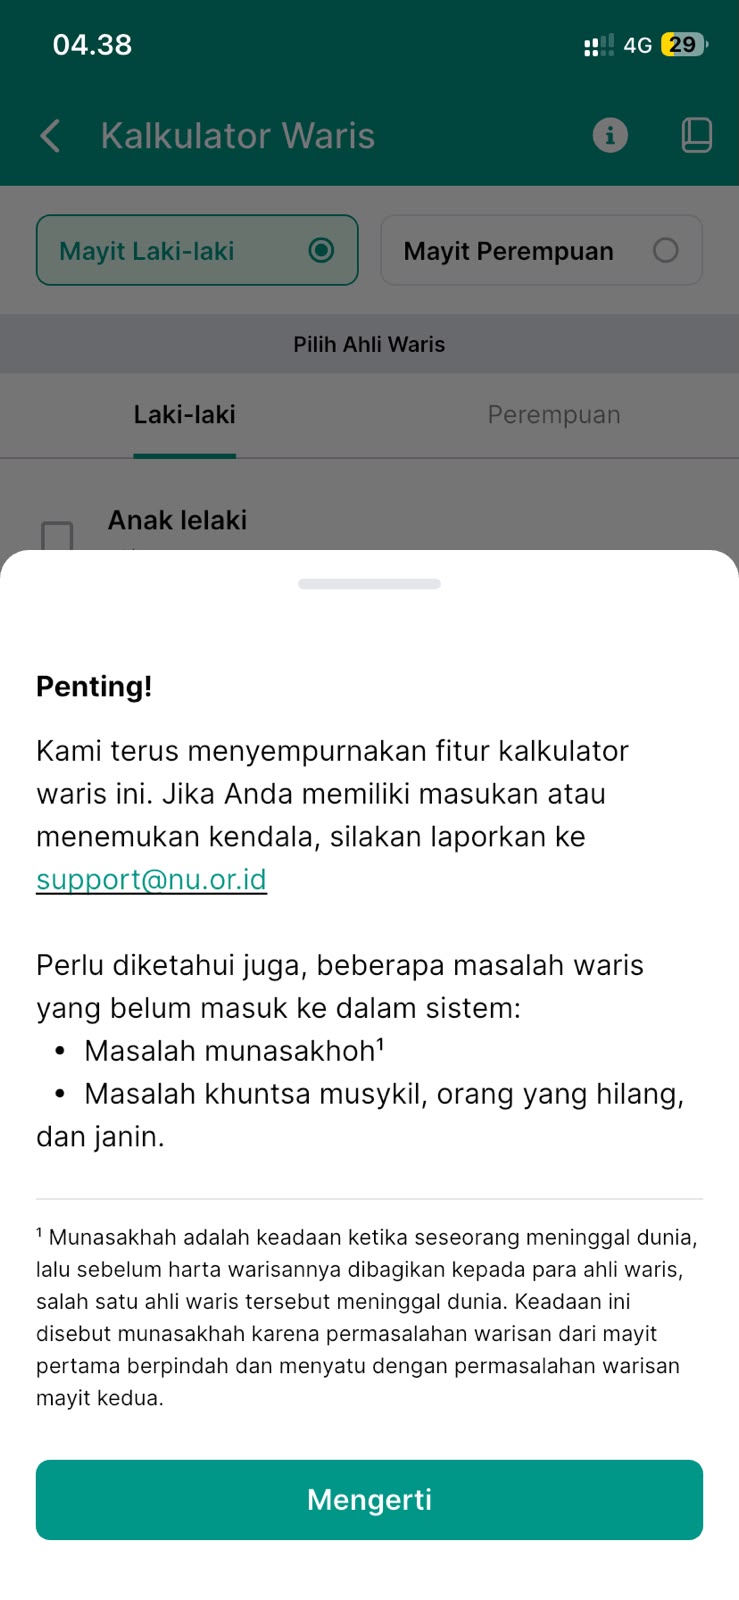 04.38
4G 29
Kalkulator Waris
Mayit Laki-laki
Mayit Perempuan
Pilih Ahli Waris
Laki-laki
Perempuan
Anak lelaki
Penting!
Kami terus menyempurnakan fitur kalkulator
waris ini. Jika Anda memiliki masukan atau
menemukan kendala, silakan laporkan ke
support@nu.or.id
Perlu diketahui juga, beberapa masalah waris
yang belum masuk ke dalam sistem:
• Masalah munasakhoh¹
• Masalah khuntsa musykil, orang yang hilang,
dan janin.
¹ Munasakhah adalah keadaan ketika seseorang meninggal dunia,
lalu sebelum harta warisannya dibagikan kepada para ahli waris,
salah satu ahli waris tersebut meninggal dunia. Keadaan ini
disebut munasakhah karena permasalahan warisan dari mayit
pertama berpindah dan menyatu dengan permasalahan warisan
mayit kedua.
Mengerti